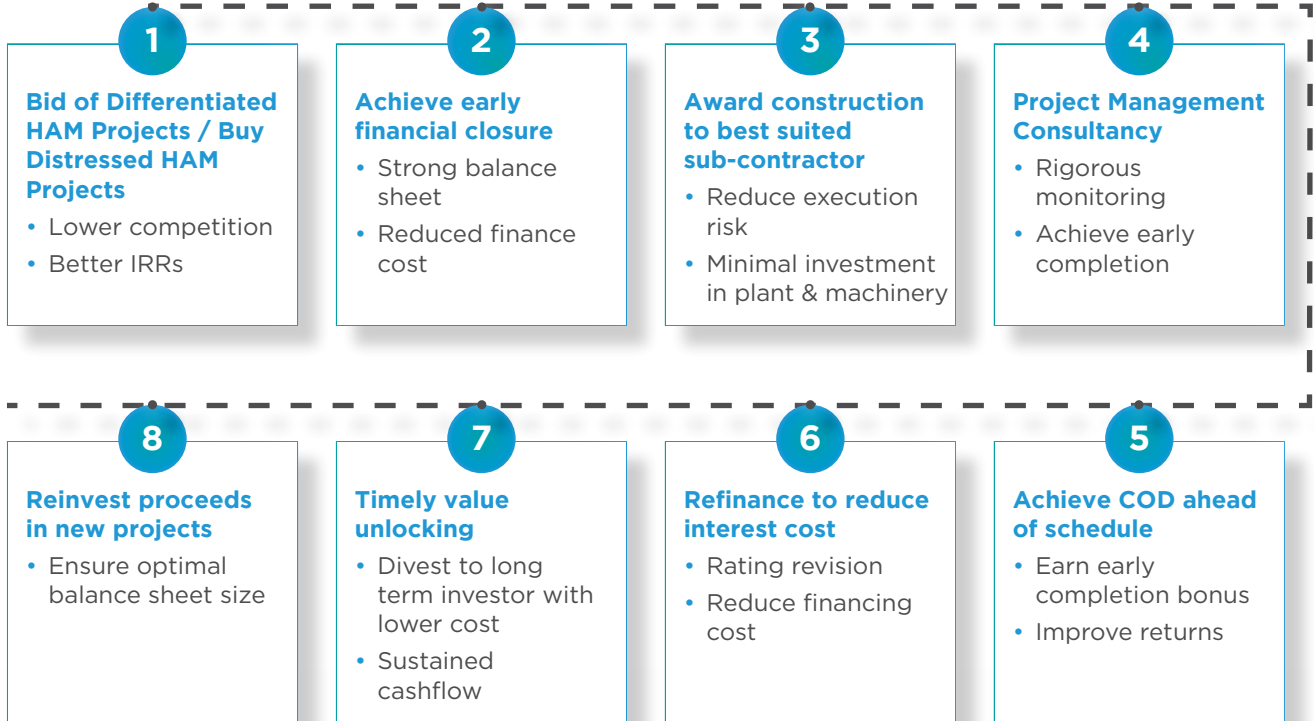 1
Bid of Differentiated
HAM Projects / Buy
Distressed HAM
Projects
• Lower competition
• Better IRRs
2
Achieve early
financial closure
• Strong balance
sheet
• Reduced finance
cost
3
Award construction
to best suited
sub-contractor
• Reduce execution
risk
• Minimal investment
in plant & machinery
4
Project Management
Consultancy
• Rigorous
monitoring
• Achieve early
completion
5
Achieve COD ahead
of schedule
• Earn early
completion bonus
• Improve returns
6
Refinance to reduce
interest cost
• Rating revision
• Reduce financing
cost
7
Timely value
unlocking
• Divest to long
term investor with
lower cost
• Sustained
cashflow
8
Reinvest proceeds
in new projects
• Ensure optimal
balance sheet size